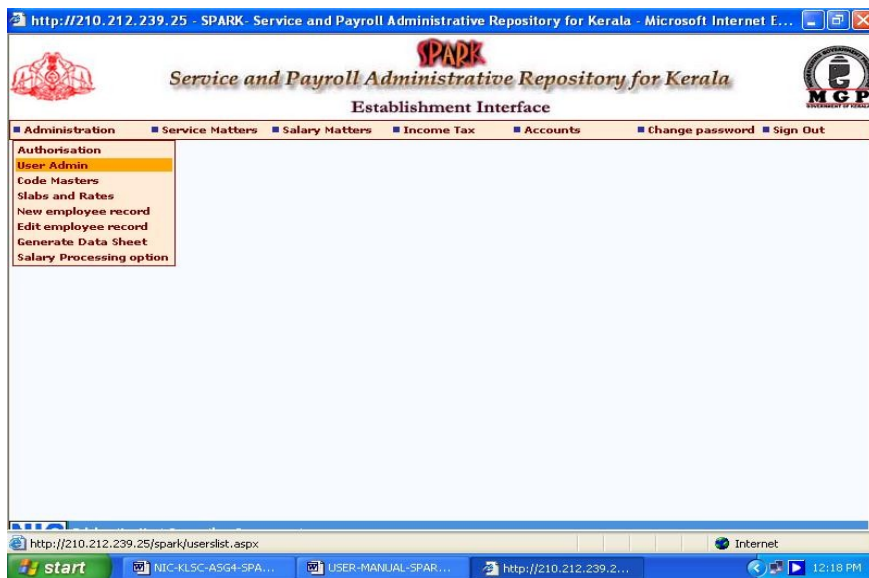 http://210.212.239.25 - SPARK- Service and Payroll Administrative Repository for Kerala - Microsoft Internet E...
SPARK
Service and Payroll Administrative Repository for Kerala
Establishment Interface
MGP
Administration Service Matters Salary Matters Income Tax Accounts Change password Sign Out
Authorisation
User Admin
Code Masters
Slabs and Rates
New employee record
Edit employee record
Generate Data Sheet
Salary Processing option
http://210.212.239.25/spark/userslist.aspx Internet
start NIC-KLSC-ASG4-SPA... USER-MANUAL-SPAR... http://210.212.239.2... 12:18 PM